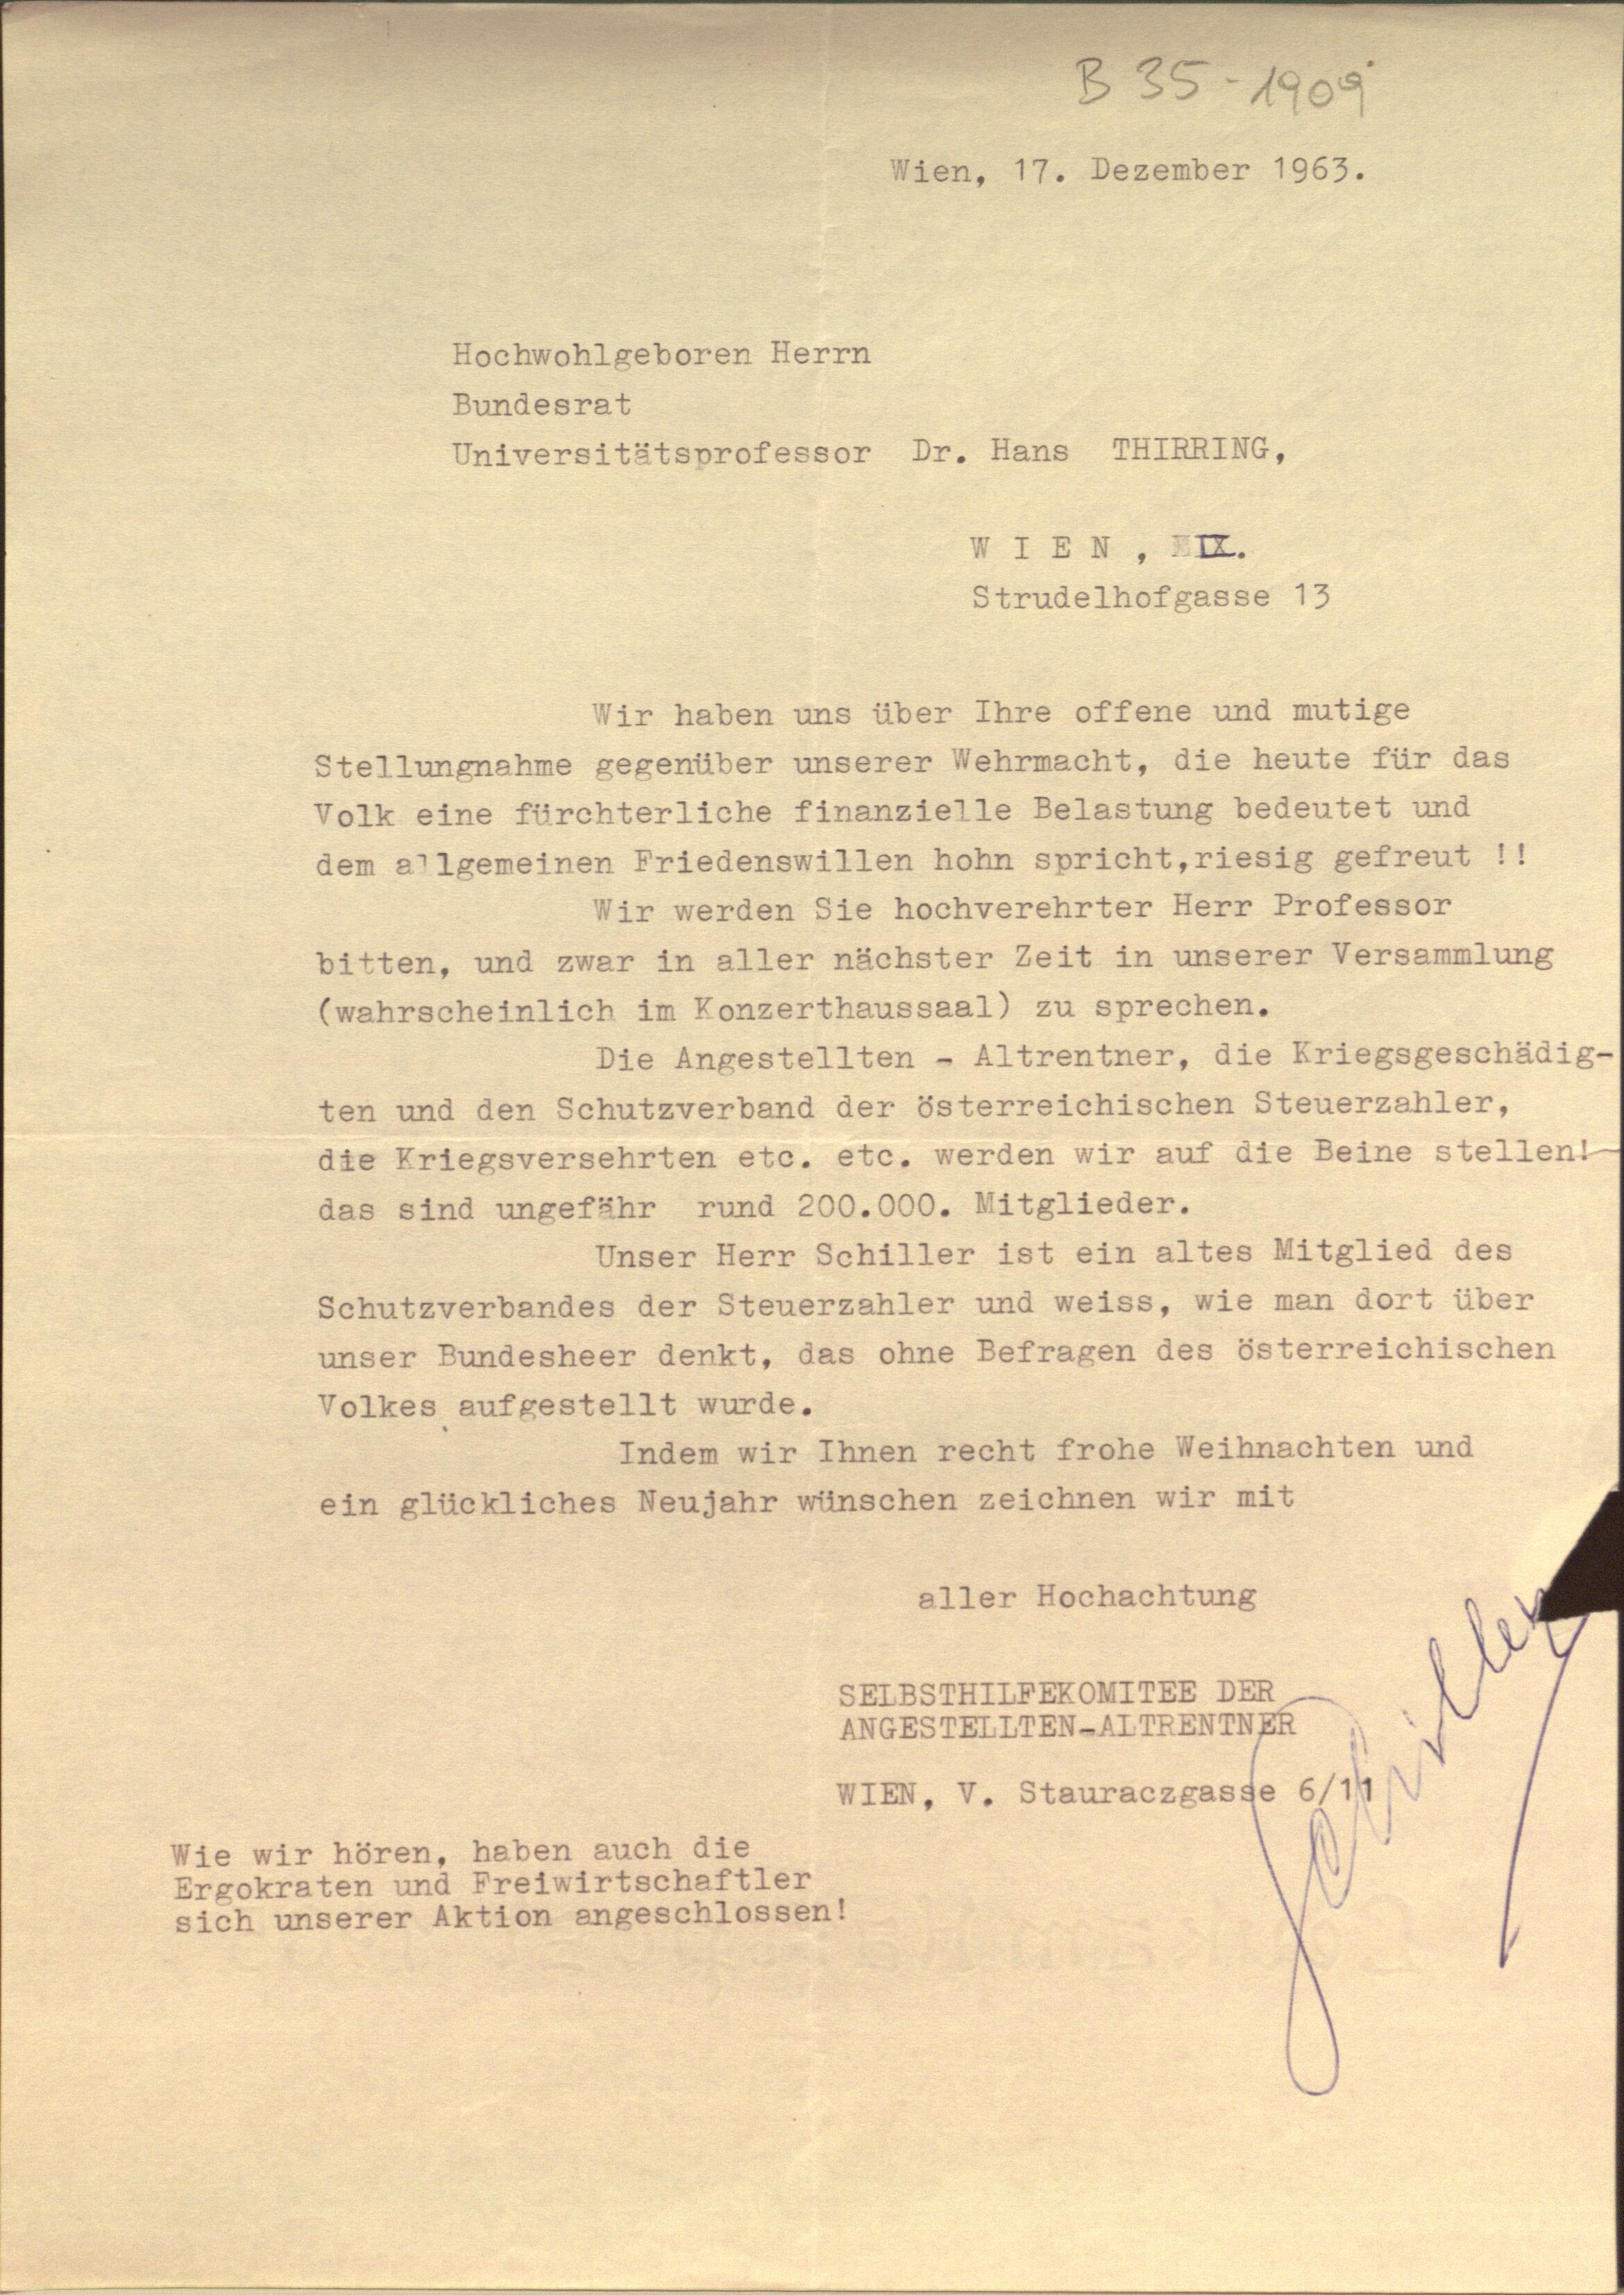 B 35-1909
Wien, 17. Dezember 1963.
Hochwohlgeboren Herrn
Bundesrat
Universitätsprofessor Dr. Hans THIRRING,
W I E N , IX.
Strudelhofgasse 13
Wir haben uns über Ihre offene und mutige
Stellungnahme gegenüber unserer Wehrmacht, die heute für das
Volk eine fürchterliche finanzielle Belastung bedeutet und
dem allgemeinen Friedenswillen hohn spricht,riesig gefreut !!
Wir werden Sie hochverehrter Herr Professor
bitten, und zwar in aller nächster Zeit in unserer Versammlung
(wahrscheinlich im Konzerthaussaal) zu sprechen.
Die Angestellten - Altrentner, die Kriegsgeschädig-
ten und den Schutzverband der österreichischen Steuerzahler,
die Kriegsversehrten etc. etc. werden wir auf die Beine stellen!-
das sind ungefähr rund 200.000. Mitglieder.
Unser Herr Schiller ist ein altes Mitglied des
Schutzverbandes der Steuerzahler und weiss, wie man dort über
unser Bundesheer denkt, das ohne Befragen des österreichischen
Volkes aufgestellt wurde.
Indem wir Ihnen recht frohe Weihnachten und
ein glückliches Neujahr wünschen zeichnen wir mit
aller Hochachtung
SELBSTHILFEKOMITEE DER
ANGESTELLTEN-ALTRENTNER
WIEN, V. Stauraczgasse 6/11
Schiller
Wie wir hören, haben auch die
Ergokraten und Freiwirtschaftler
sich unserer Aktion angeschlossen!